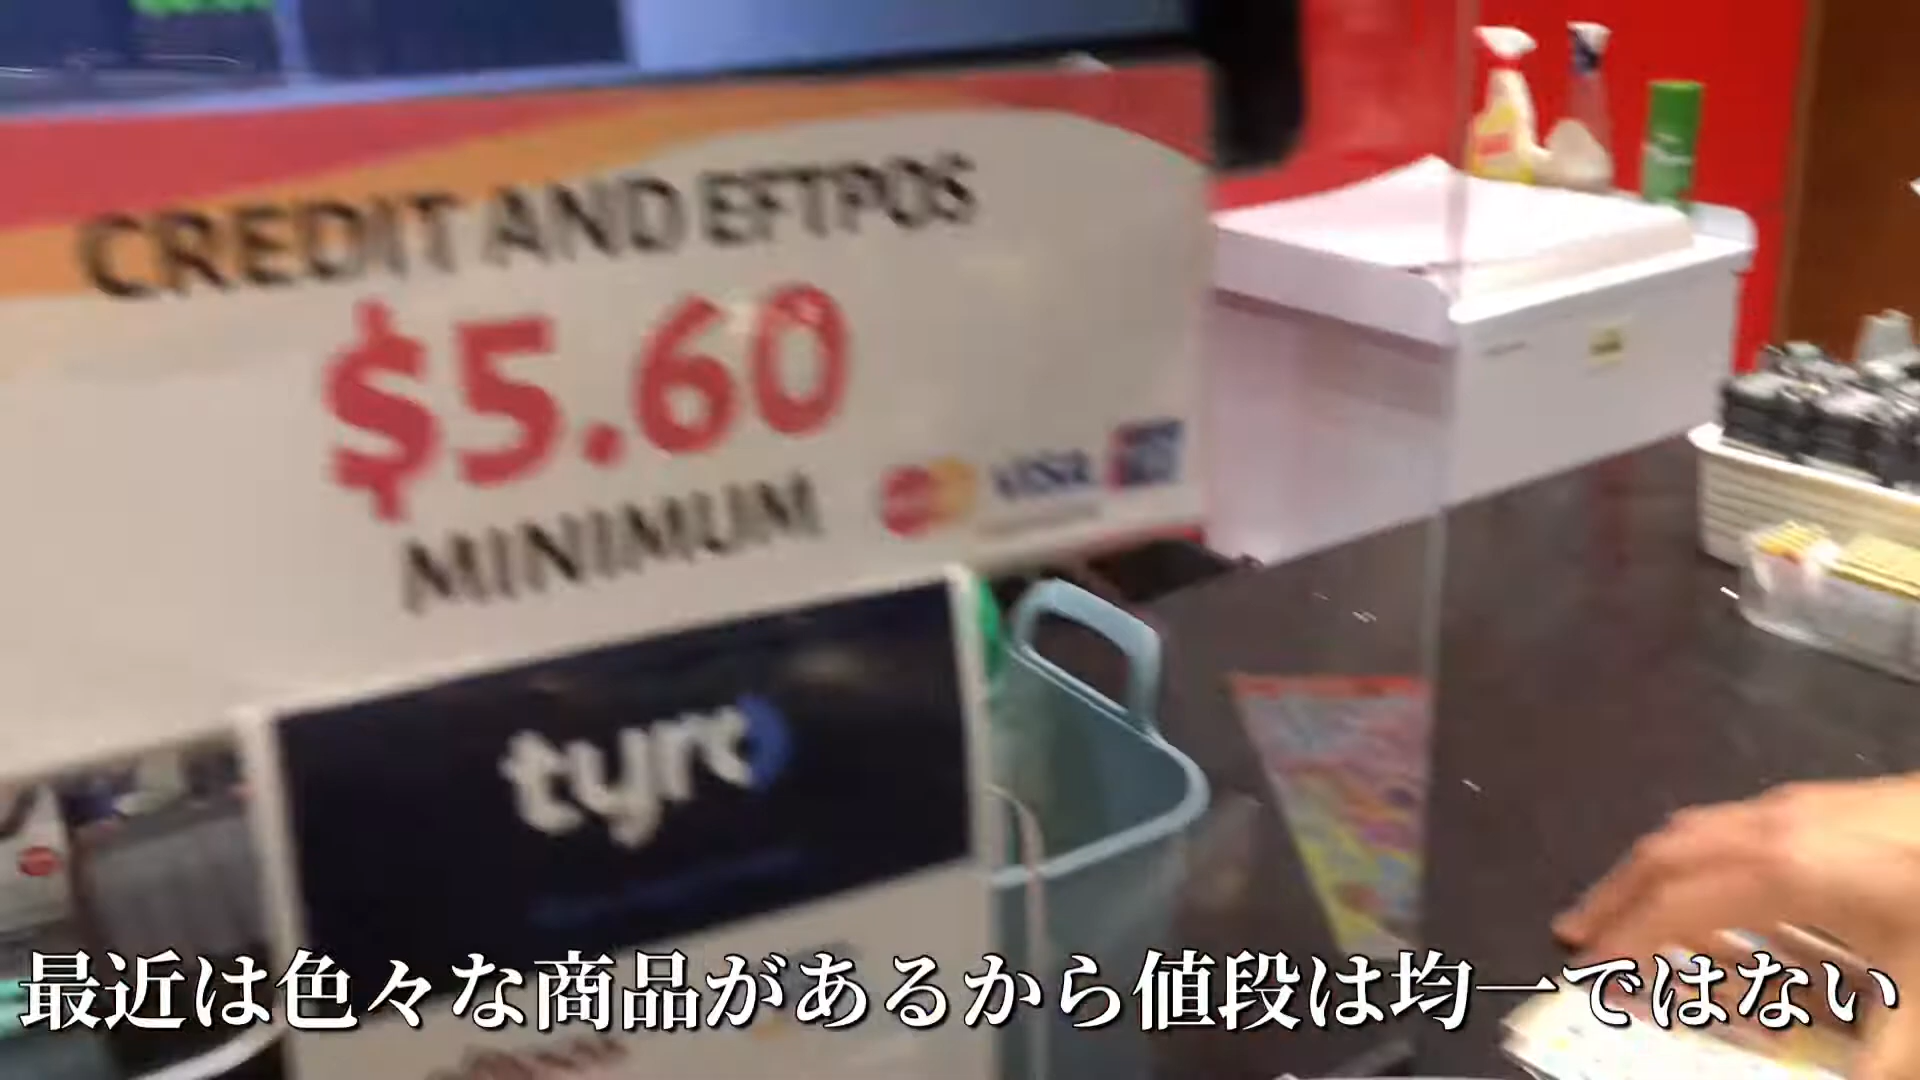 CREDIT AND EFTPOS
$5.60
MINIMUM
VISA
tyro
最近は色々な商品があるから値段は均一ではない